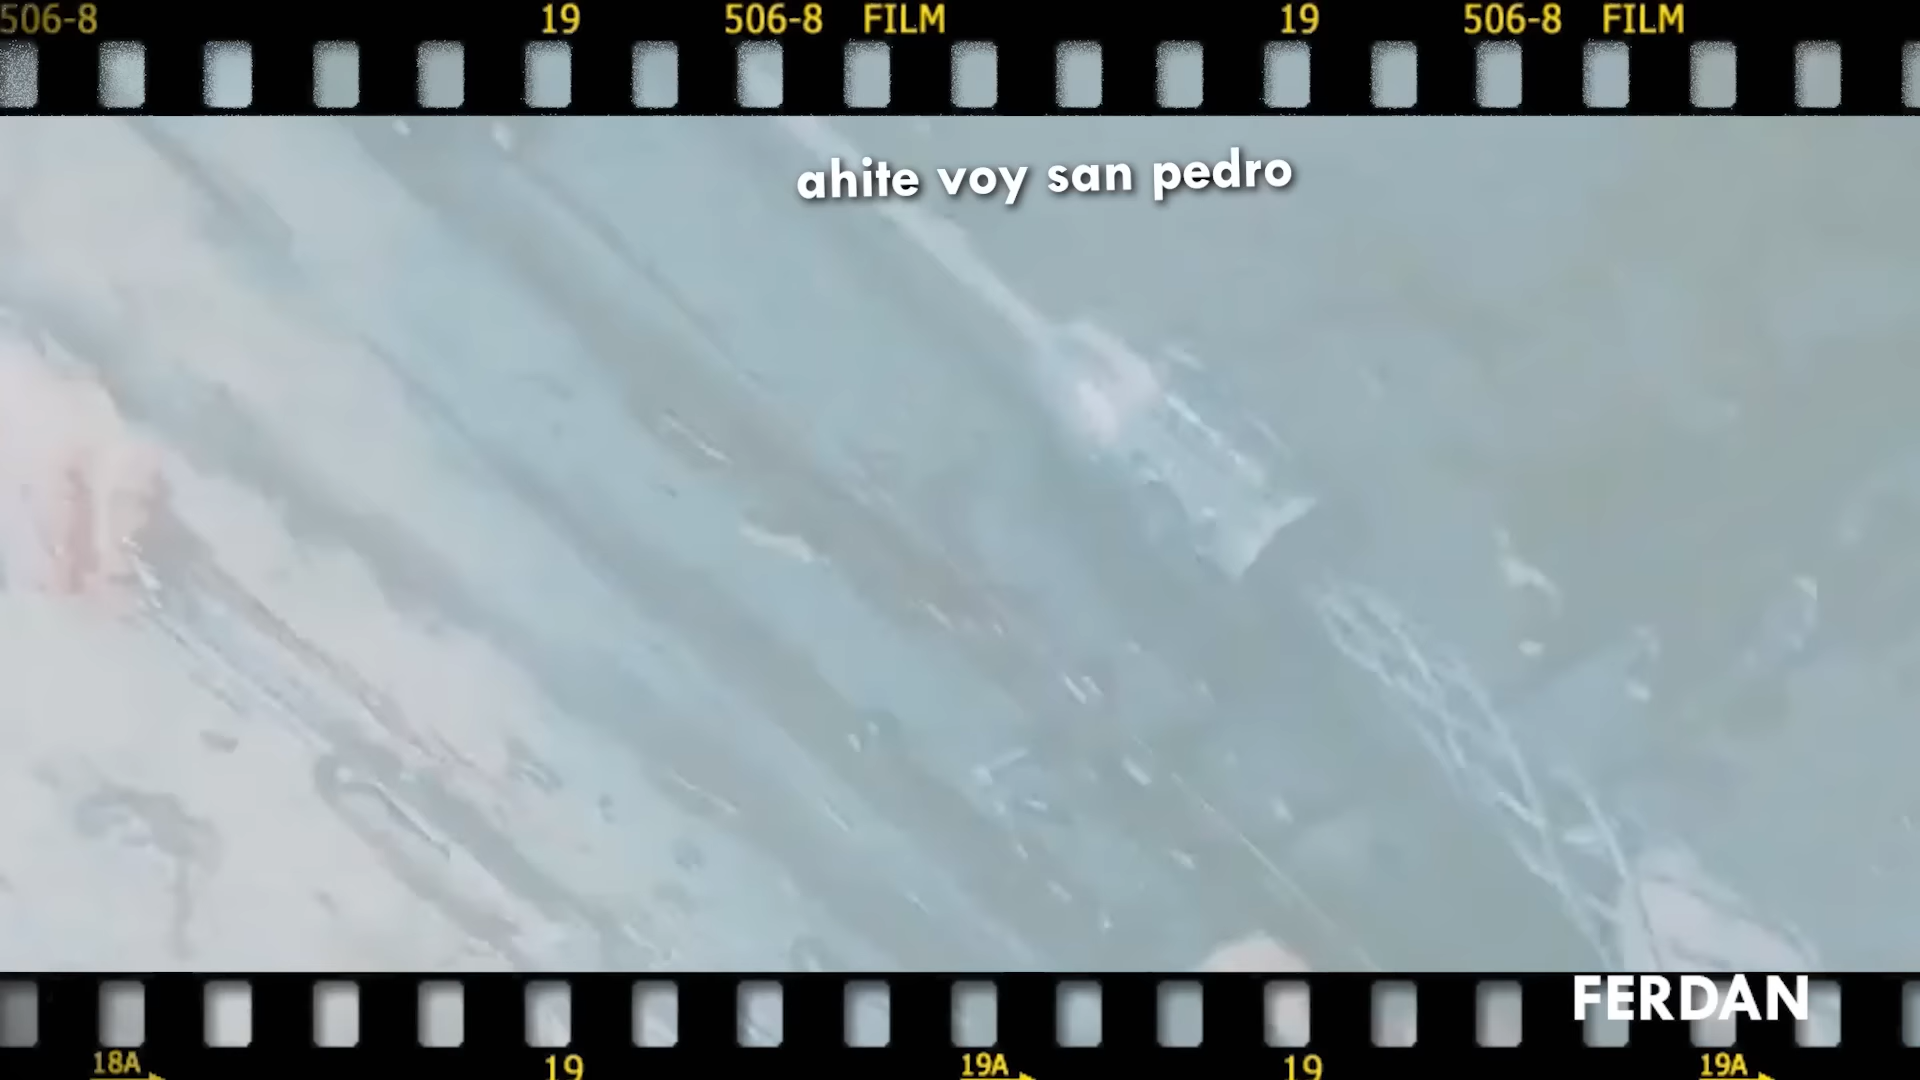 506-8 19 506-8 FILM 19 506-8 FILM
ahite voy san pedro
FERDAN
18A 19 19A 19 19A